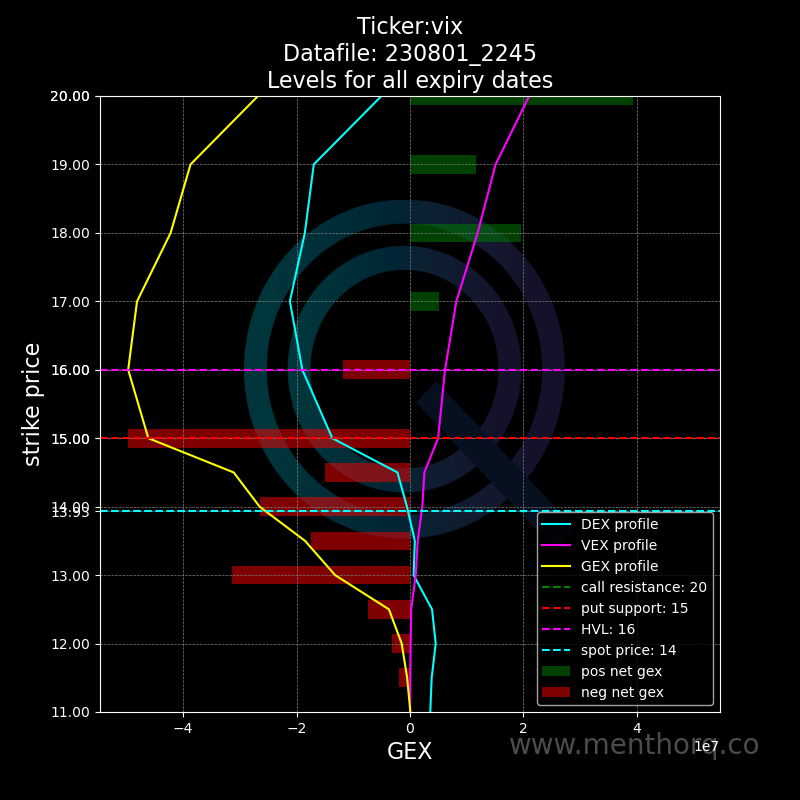 Ticker:vix
Datafile: 230801_2245
Levels for all expiry dates
20.00
19.00
18.00
17.00
16.00
15.00
14.00
13.95
13.00
12.00
11.00
strike price
DEX profile
VEX profile
GEX profile
call resistance: 20
put support: 15
HVL: 16
spot price: 14
pos net gex
neg net gex
−4 −2 0 2 4
1e7
GEX
www.menthorq.co